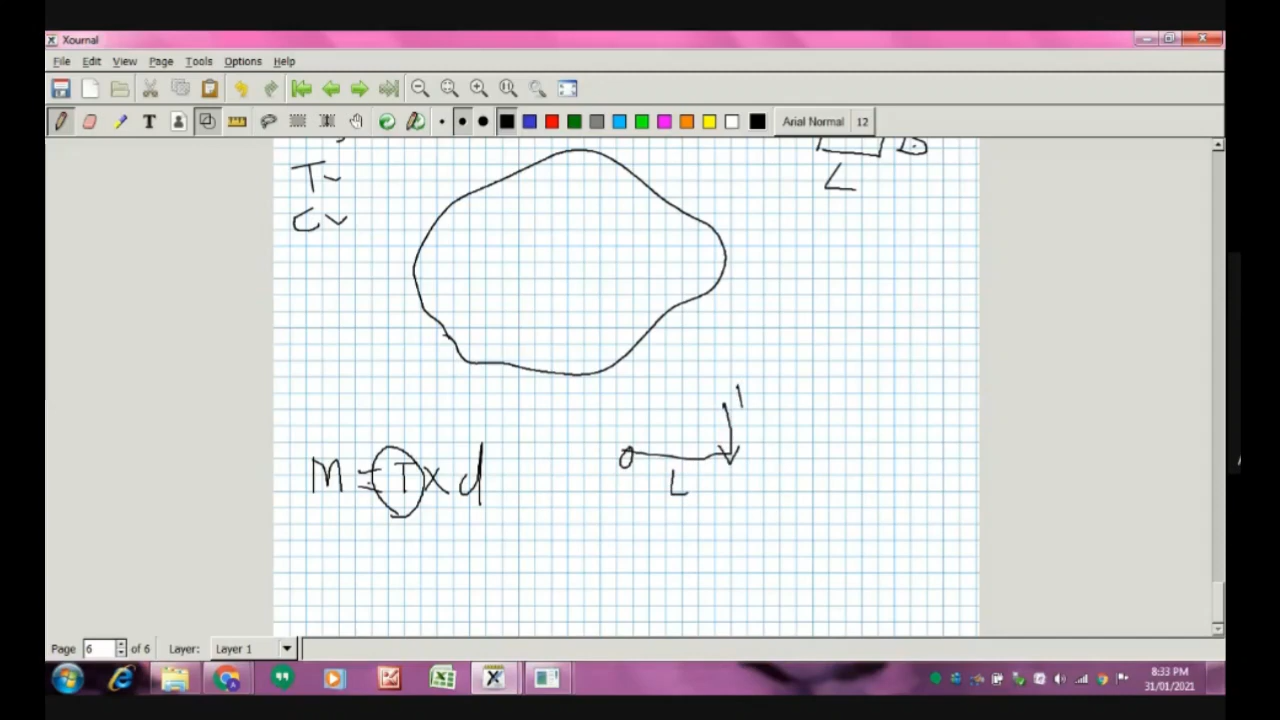 Xournal
File Edit View Page Tools Options Help
T Arial Normal 12
T
C
B
L
M = T x d
L
Page 6 of 6 Layer: Layer 1
8:33 PM
31/01/2021